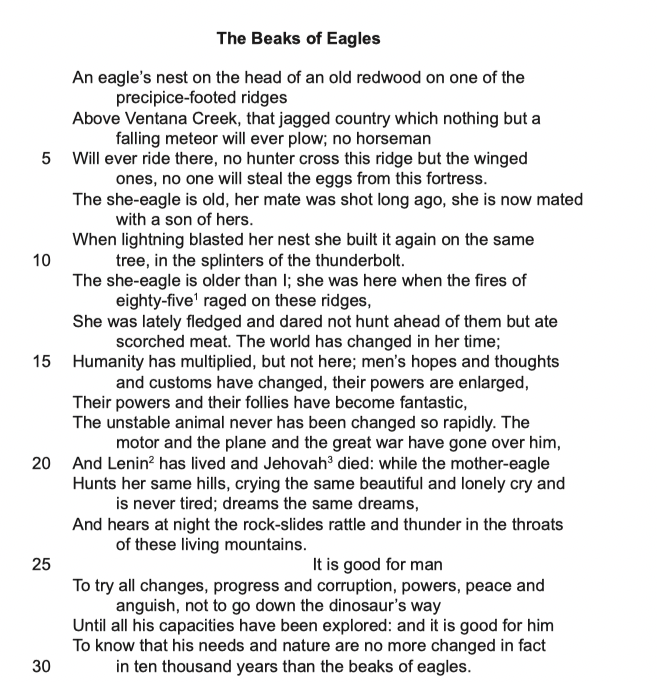 The Beaks of Eagles
An eagle's nest on the head of an old redwood on one of the
precipice-footed ridges
Above Ventana Creek, that jagged country which nothing but a
falling meteor will ever plow; no horseman
5 Will ever ride there, no hunter cross this ridge but the winged
ones, no one will steal the eggs from this fortress.
The she-eagle is old, her mate was shot long ago, she is now mated
with a son of hers.
When lightning blasted her nest she built it again on the same
10 tree, in the splinters of the thunderbolt.
The she-eagle is older than I; she was here when the fires of
eighty-five¹ raged on these ridges,
She was lately fledged and dared not hunt ahead of them but ate
scorched meat. The world has changed in her time;
15 Humanity has multiplied, but not here; men's hopes and thoughts
and customs have changed, their powers are enlarged,
Their powers and their follies have become fantastic,
The unstable animal never has been changed so rapidly. The
motor and the plane and the great war have gone over him,
20 And Lenin² has lived and Jehovah³ died: while the mother-eagle
Hunts her same hills, crying the same beautiful and lonely cry and
is never tired; dreams the same dreams,
And hears at night the rock-slides rattle and thunder in the throats
of these living mountains.
25 It is good for man
To try all changes, progress and corruption, powers, peace and
anguish, not to go down the dinosaur's way
Until all his capacities have been explored: and it is good for him
To know that his needs and nature are no more changed in fact
30 in ten thousand years than the beaks of eagles.